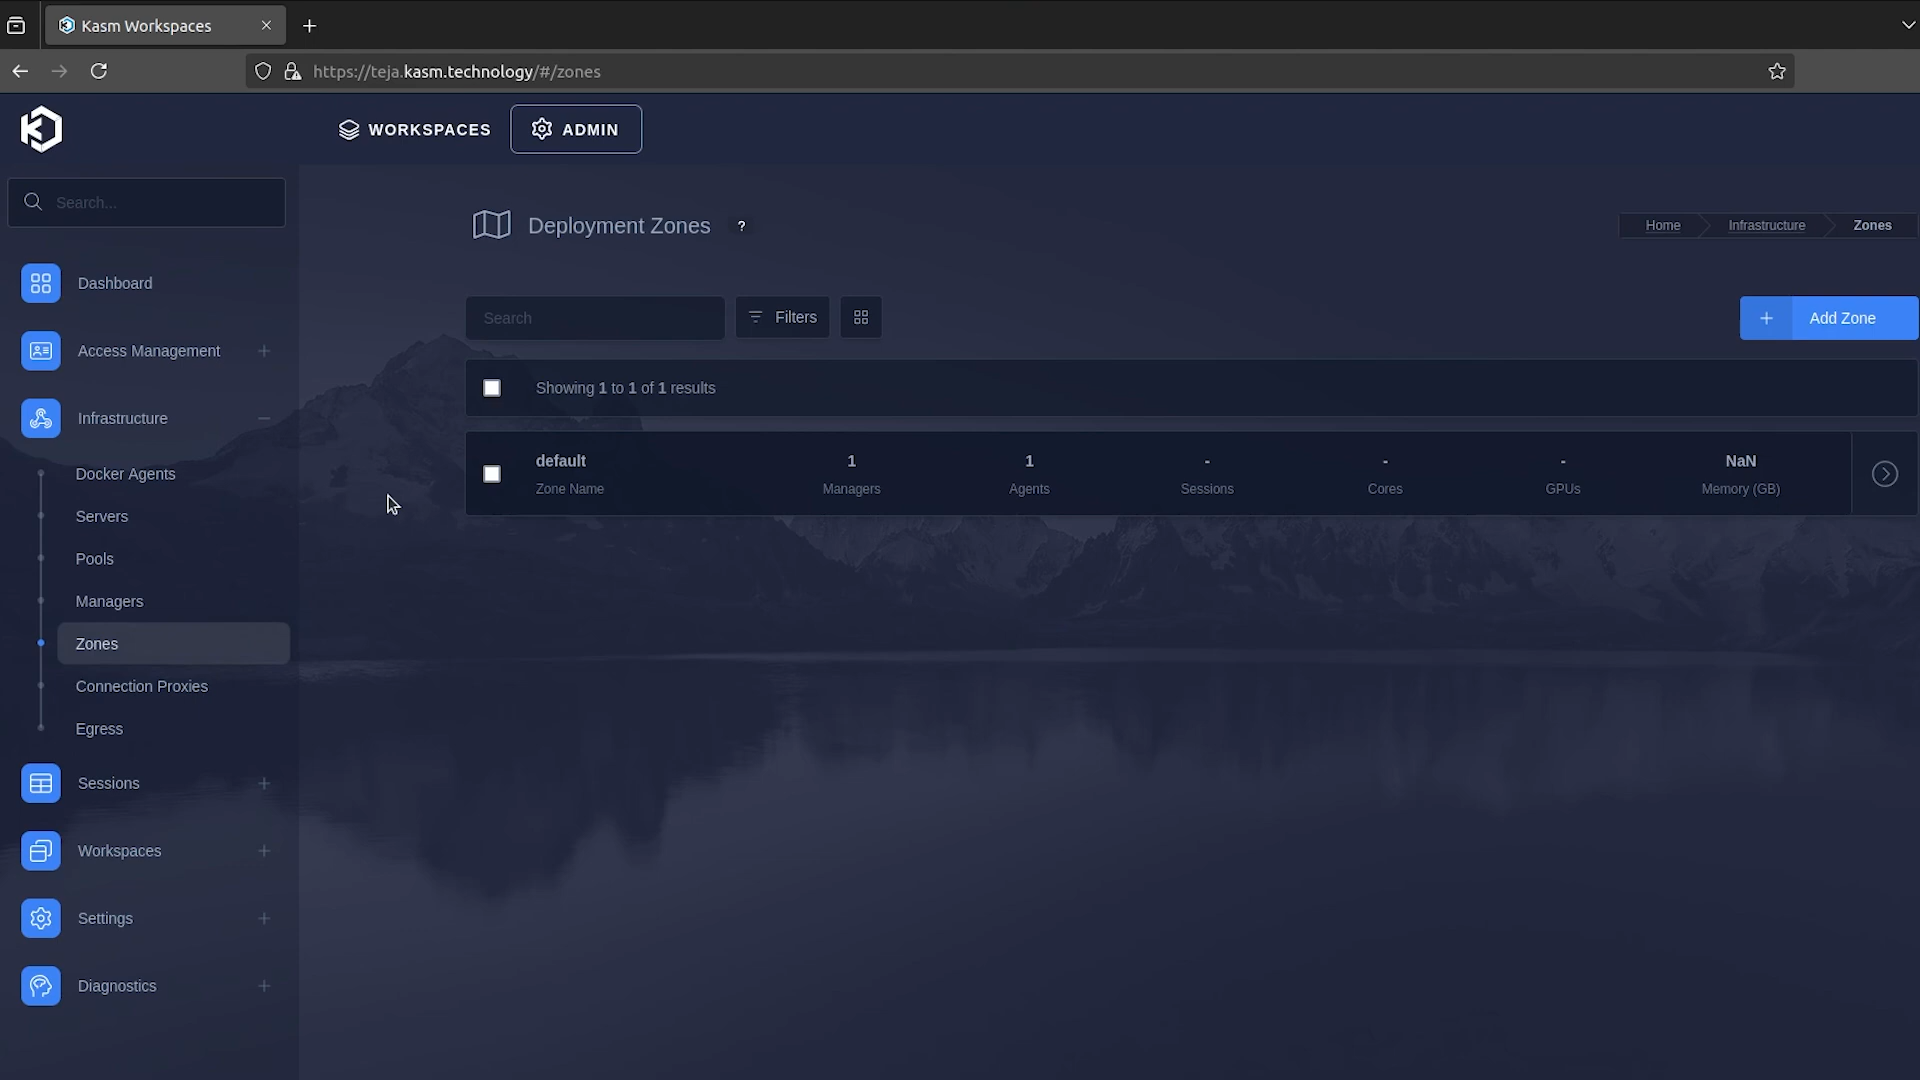 Kasm Workspaces
https://teja.kasm.technology/#/zones
WORKSPACES
ADMIN
Search...
Dashboard
Access Management
Infrastructure
Docker Agents
Servers
Pools
Managers
Zones
Connection Proxies
Egress
Sessions
Workspaces
Settings
Diagnostics
Deployment Zones ?
Home Infrastructure Zones
Search
Filters
+ Add Zone
Showing 1 to 1 of 1 results
default 1 1 - - - NaN
Zone Name Managers Agents Sessions Cores GPUs Memory (GB)